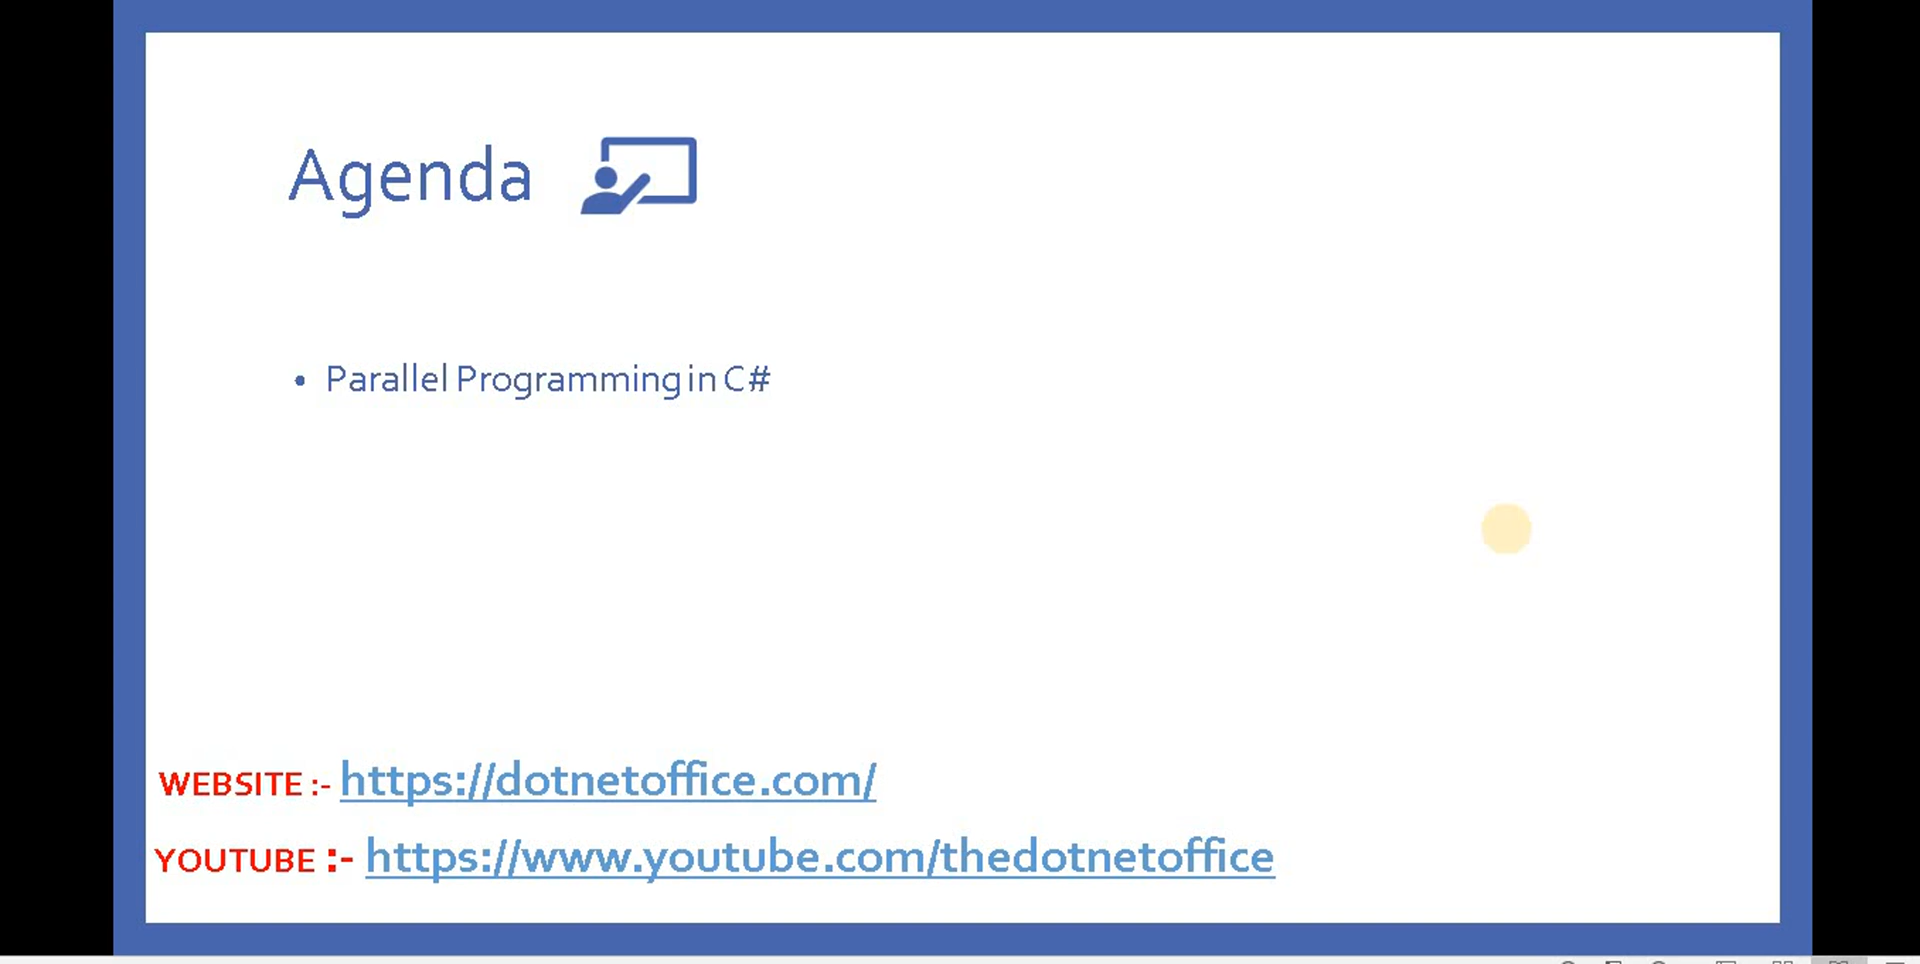 Agenda
• Parallel Programming in C#
WEBSITE :- https://dotnetoffice.com/
YOUTUBE :- https://www.youtube.com/thedotnetoffice